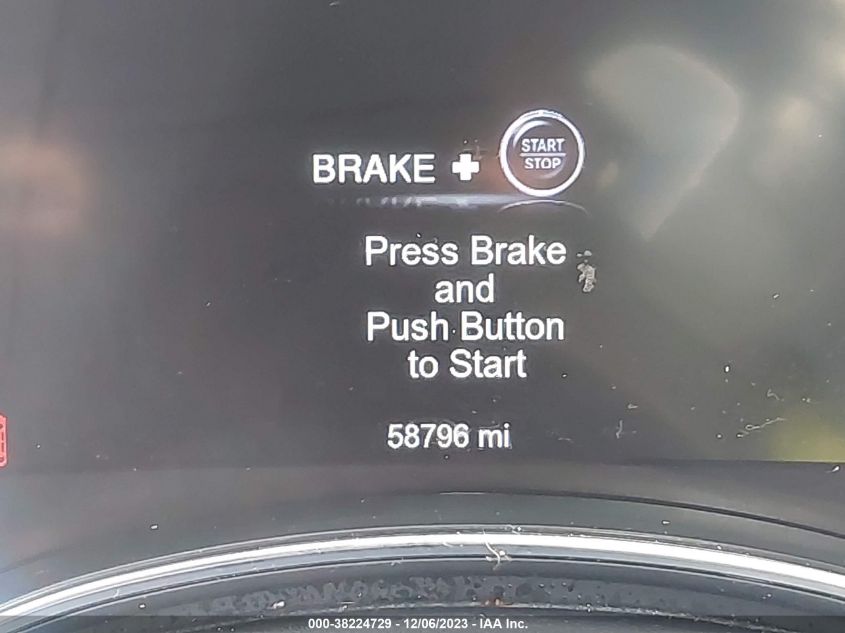 BRAKE + START
STOP
Press Brake
and
Push Button
to Start
58796 mi
000-38224729 - 12/06/2023 - IAA Inc.